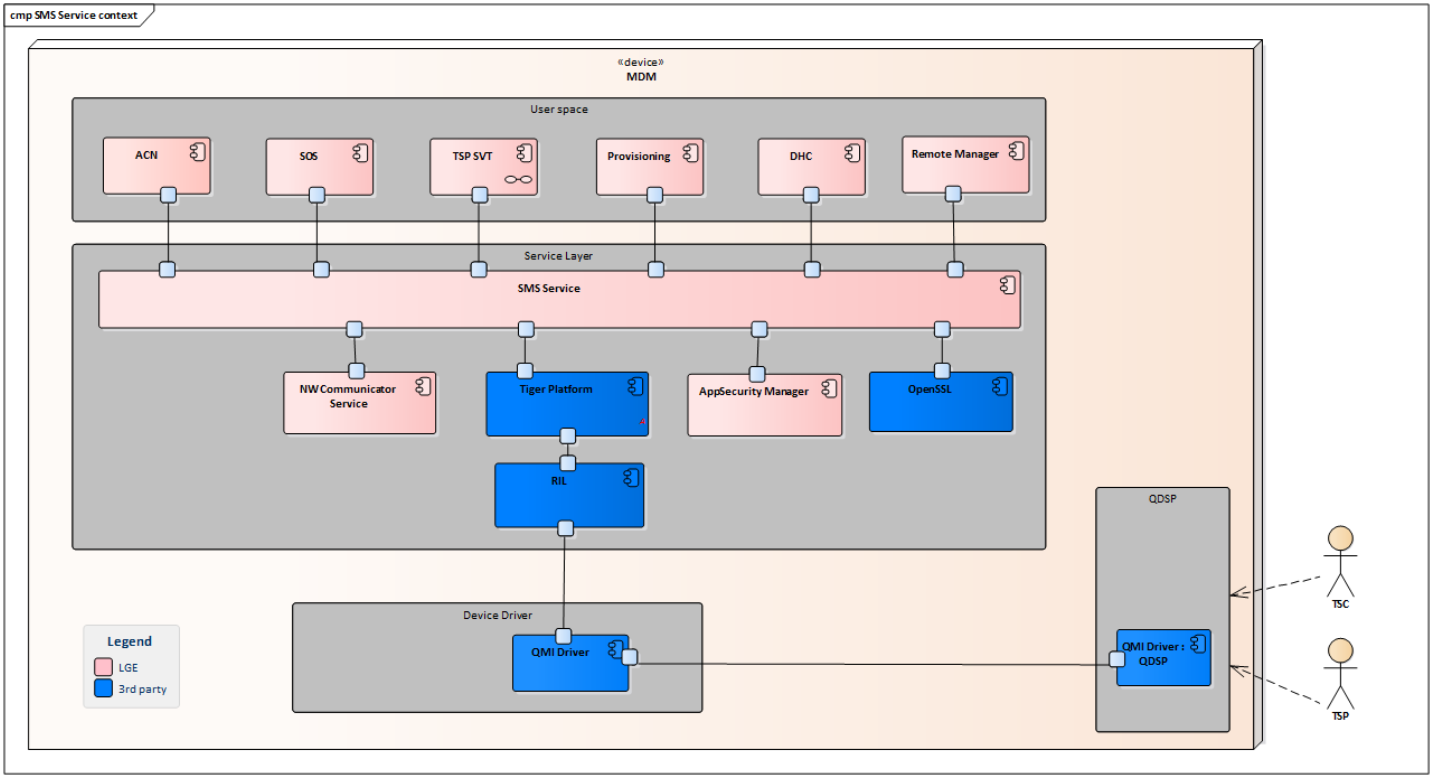 cmp SMS Service context
«device»
MDM
User space
ACN
SOS
TSP SVT
Provisioning
DHC
Remote Manager
Service Layer
SMS Service
NWCommunicator
Service
Tiger Platform
AppSecurity Manager
OpenSSL
RIL
QDSP
TSC
Device Driver
QMI Driver
QMI Driver :
QDSP
TSP
Legend
LGE
3rd party